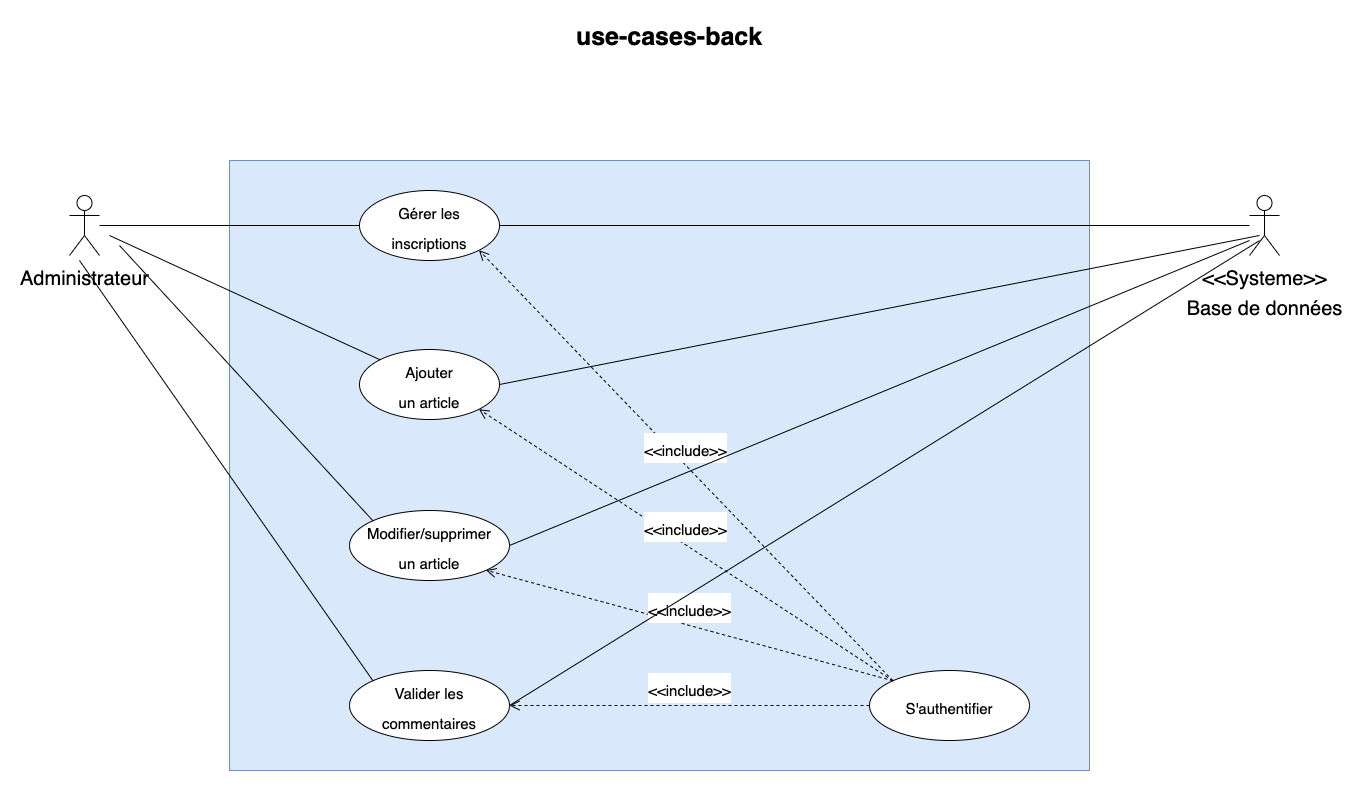 use-cases-back
Gérer les
inscriptions
Administrateur
<<Systeme>>
Base de données
Ajouter
un article
<<include>>
<<include>>
Modifier/supprimer
un article
<<include>>
<<include>>
Valider les
commentaires
S'authentifier